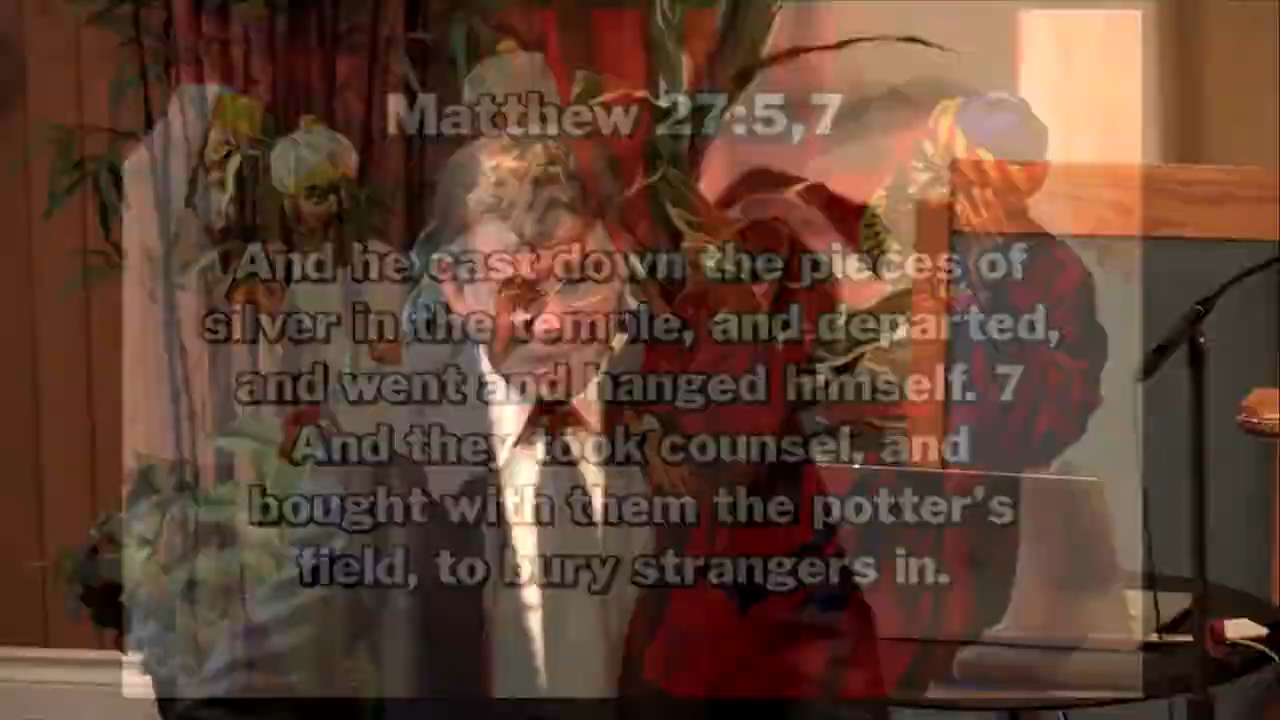 Matthew 27:5,7
And he cast down the pieces of
silver in the temple, and departed,
and went and hanged himself. 7
And they took counsel, and
bought with them the potter's
field, to bury strangers in.